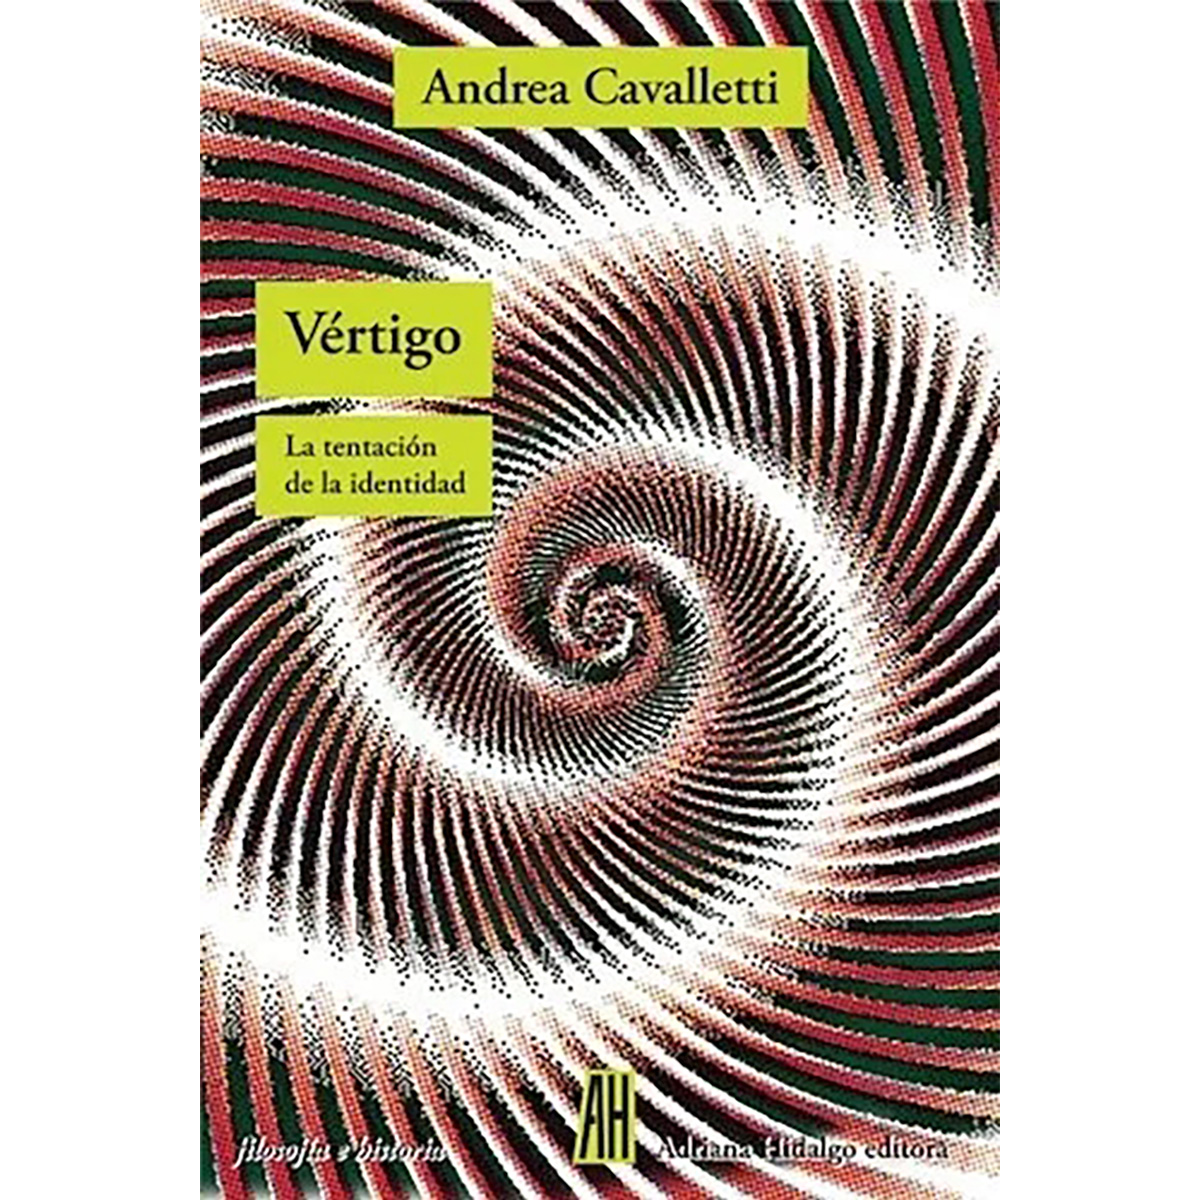 Andrea Cavalletti
Vértigo
La tentación
de la identidad
AH
filosofía e historia
Adriana Hidalgo editora